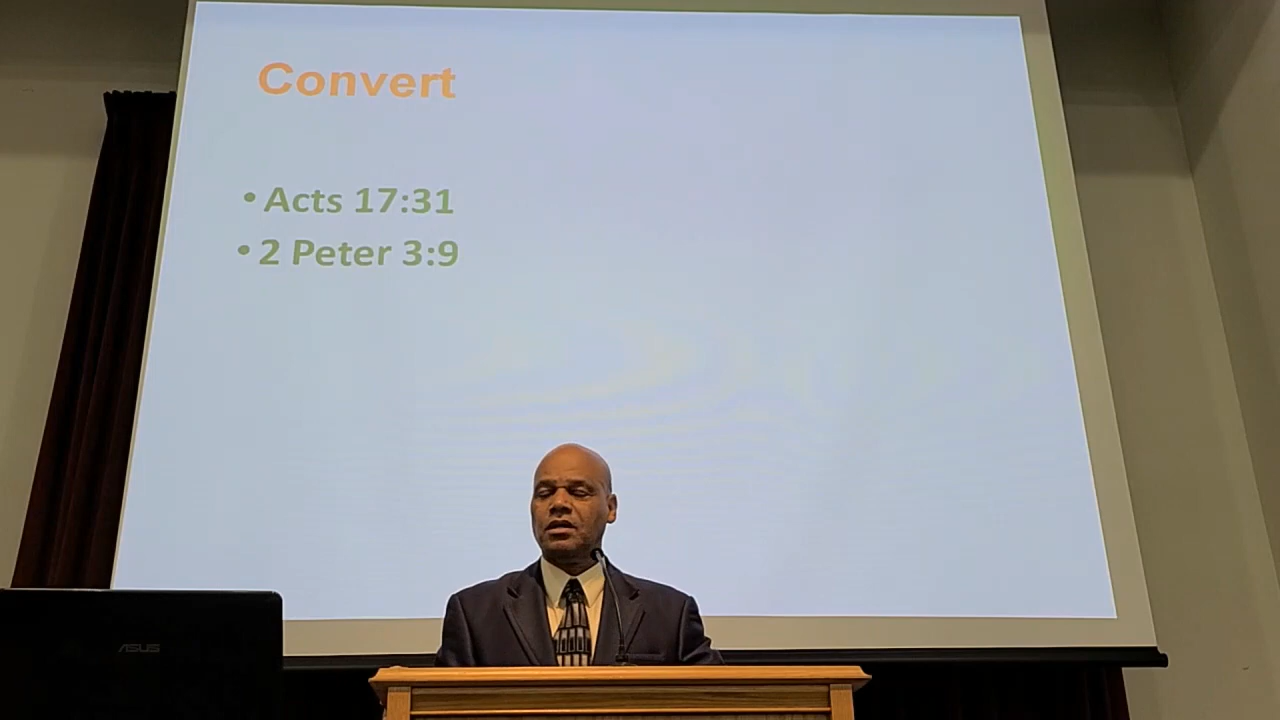 Convert
• Acts 17:31
• 2 Peter 3:9
ASUS